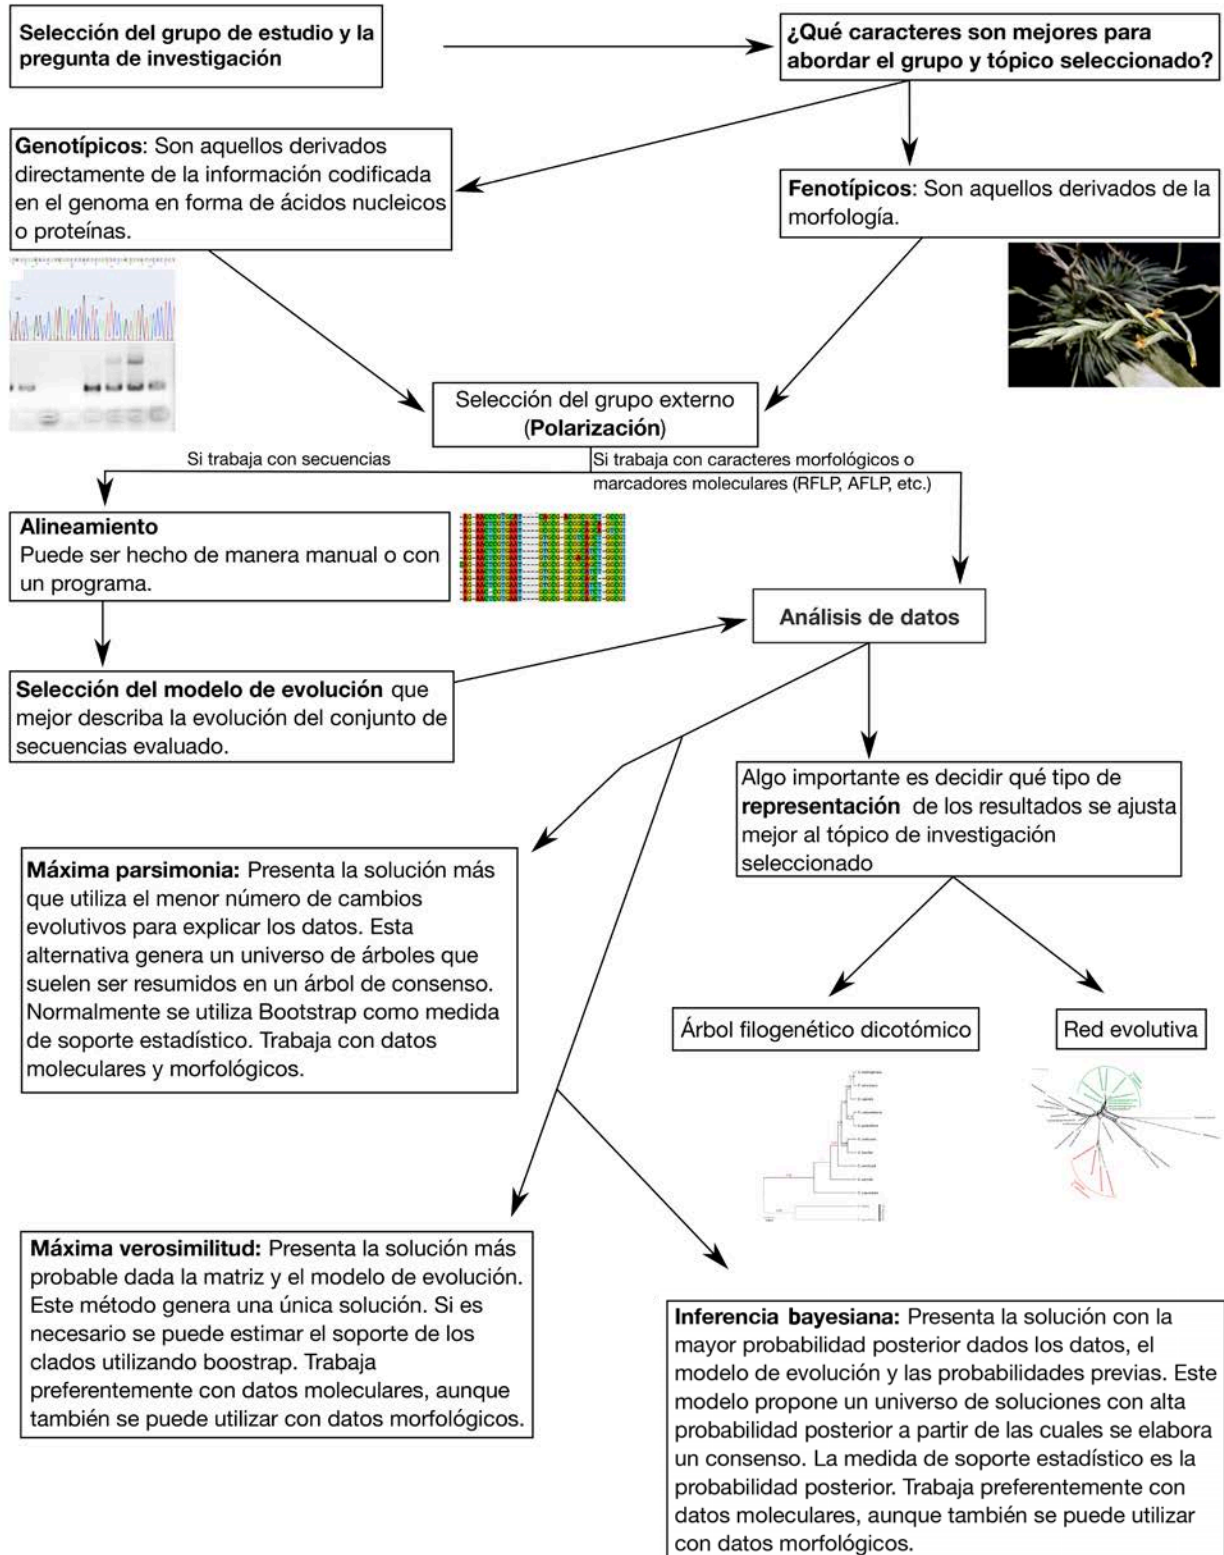 Selección del grupo de estudio y la
pregunta de investigación
¿Qué caracteres son mejores para
abordar el grupo y tópico seleccionado?
Genotípicos: Son aquellos derivados
directamente de la información codificada
en el genoma en forma de ácidos nucleicos
o proteínas.
Fenotípicos: Son aquellos derivados de la
morfología.
Selección del grupo externo
(Polarización)
Si trabaja con secuencias
Si trabaja con caracteres morfológicos o
marcadores moleculares (RFLP, AFLP, etc.)
Alineamiento
Puede ser hecho de manera manual o con
un programa.
Análisis de datos
Selección del modelo de evolución que
mejor describa la evolución del conjunto de
secuencias evaluado.
Algo importante es decidir qué tipo de
representación de los resultados se ajusta
mejor al tópico de investigación
seleccionado
Máxima parsimonia: Presenta la solución más
que utiliza el menor número de cambios
evolutivos para explicar los datos. Esta
alternativa genera un universo de árboles que
suelen ser resumidos en un árbol de consenso.
Normalmente se utiliza Bootstrap como medida
de soporte estadístico. Trabaja con datos
moleculares y morfológicos.
Árbol filogenético dicotómico
Red evolutiva
Máxima verosimilitud: Presenta la solución más
probable dada la matriz y el modelo de evolución.
Este método genera una única solución. Si es
necesario se puede estimar el soporte de los
clados utilizando boostrap. Trabaja
preferentemente con datos moleculares, aunque
también se puede utilizar con datos morfológicos.
Inferencia bayesiana: Presenta la solución con la
mayor probabilidad posterior dados los datos, el
modelo de evolución y las probabilidades previas. Este
modelo propone un universo de soluciones con alta
probabilidad posterior a partir de las cuales se elabora
un consenso. La medida de soporte estadístico es la
probabilidad posterior. Trabaja preferentemente con
datos moleculares, aunque también se puede utilizar
con datos morfológicos.